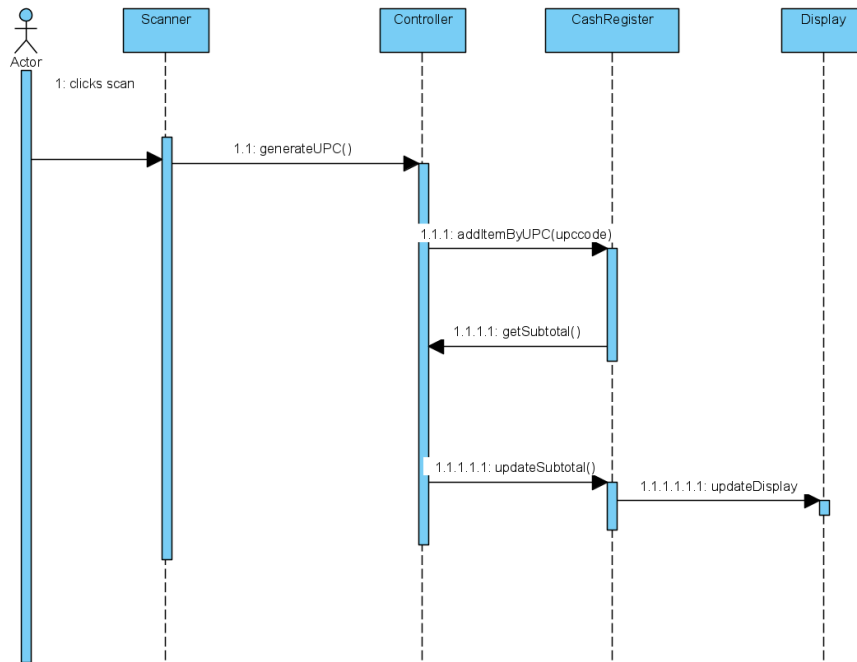 Scanner
Controller
CashRegister
Display
Actor
1: clicks scan
1.1: generateUPC()
1.1.1: addItemByUPC(upccode)
1.1.1.1: getSubtotal()
1.1.1.1.1: updateSubtotal()
1.1.1.1.1.1: updateDisplay